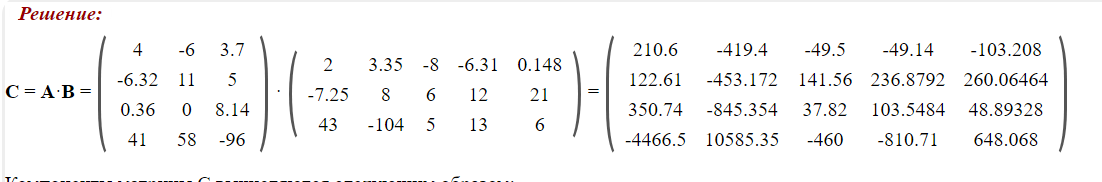 Решение:
C = A·B = ( 4 -6 3.7 ) · ( 2 3.35 -8 -6.31 0.148 ) = ( 210.6 -419.4 -49.5 -49.14 -103.208 )
-6.32 11 5 -7.25 8 6 12 21 122.61 -453.172 141.56 236.8792 260.06464
0.36 0 8.14 43 -104 5 13 6 350.74 -845.354 37.82 103.5484 48.89328
41 58 -96 -4466.5 10585.35 -460 -810.71 648.068